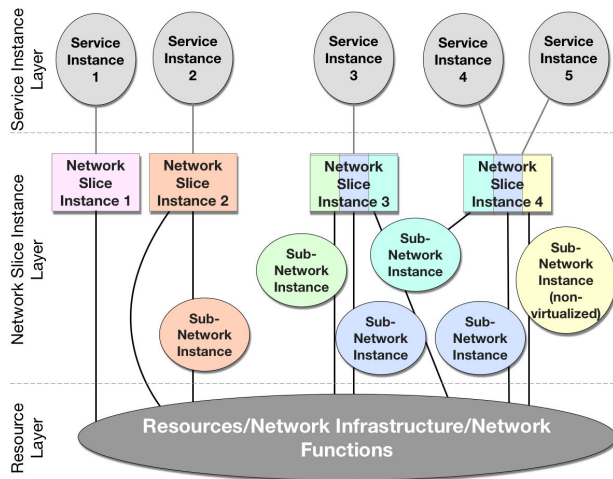 Service Instance
Layer
Service
Instance
1
Service
Instance
2
Service
Instance
3
Service
Instance
4
Service
Instance
5
Network Slice Instance
Layer
Network
Slice
Instance 1
Network
Slice
Instance 2
Network
Slice
Instance 3
Network
Slice
Instance 4
Sub-
Network
Instance
Sub-
Network
Instance
Sub-
Network
Instance
(non-
virtualized)
Sub-
Network
Instance
Sub-
Network
Instance
Sub-
Network
Instance
Resource
Layer
Resources/Network Infrastructure/Network
Functions